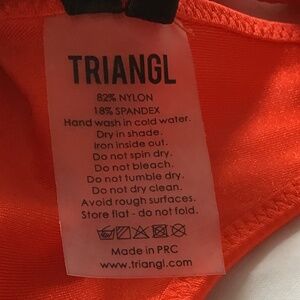 TRIANGL
82% NYLON
18% SPANDEX
Hand wash in cold water.
Dry in shade.
Iron inside out.
Do not spin dry.
Do not bleach.
Do not tumble dry.
Do not dry clean.
Avoid rough surfaces.
Store flat - do not fold.
Made in PRC
www.triangl.com